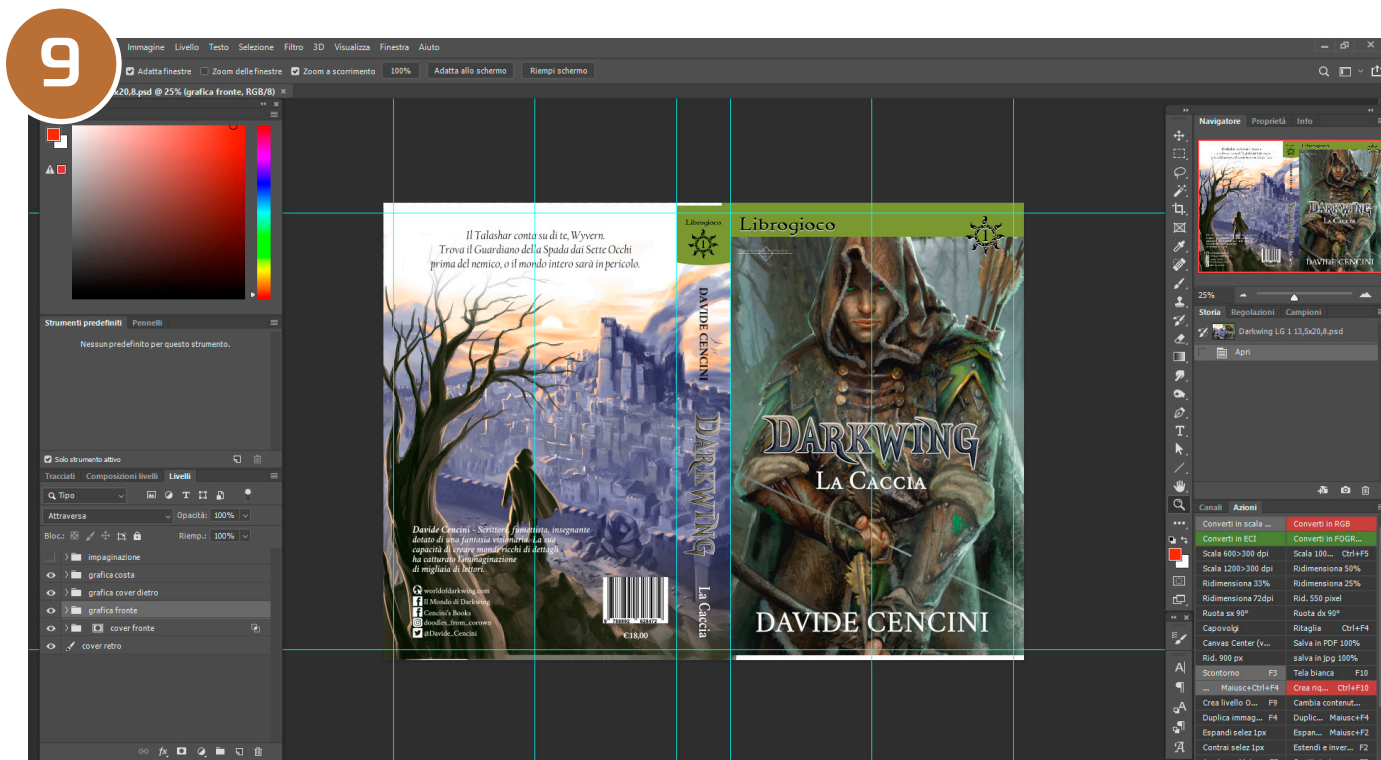 9
Immagine Livello Testo Selezione Filtro 3D Visualizza Finestra Aiuto
Adatta finestre Zoom delle finestre Zoom a scorrimento 100% Adatta allo schermo Riempi schermo
x20,8.psd @ 25% (grafica fronte, RGB/8) ×
Strumenti predefiniti Pennelli
Nessun predefinito per questo strumento.
Solo strumento attivo
Tracciati Composizioni livelli Livelli
Tipo
Attraversa Opacità: 100%
Bloc.: Riemp.: 100%
impaginazione
grafica costa
grafica cover dietro
grafica fronte
cover fronte
cover retro
fx
Il Talashar conta su di te, Wyvern.
Trova il Guardiano della Spada dai Sette Occhi
prima del nemico, o il mondo intero sarà in pericolo.
Davide Cencini - Scrittore, fumettista, insegnante
dotato di una fantasia visionaria. La sua
capacità di creare mondi ricchi di dettagli
ha catturato l'immaginazione
di migliaia di lettori.
worldofdarkwing.com
Il Mondo di Darkwing
Cencini's Books
doodles_from_corown
@Davide_Cencini
€18,00
Librogioco
1
DAVIDE CENCINI
DARKWING
La Caccia
Librogioco
1
DARKWING
LA CACCIA
DAVIDE CENCINI
Navigatore Proprietà Info
25%
Storia Regolazioni Campioni
Darkwing LG 1 13,5x20,8.psd
Apri
Canali Azioni
Converti in scala ... Converti in RGB
Converti in ECI Converti in FOGR...
Scala 600>300 dpi Scala 100... Ctrl+F5
Scala 1200>300 dpi Ridimensiona 50%
Ridimensiona 33% Ridimensiona 25%
Ridimensiona 72dpi Rid. 550 pixel
Ruota sx 90° Ruota dx 90°
Capovolgi Ritaglia Ctrl+F4
Canvas Center (v... Salva in PDF 100%
Rid. 900 px salva in jpg 100%
Scontorno F3 Tela bianca F10
... Maiusc+Ctrl+F4 Crea riq... Ctrl+F10
Crea livello O... F9 Cambia contenut...
Duplica immag... F4 Duplic... Maiusc+F4
Espandi selez 1px Espan... Maiusc+F2
Contrai selez 1px Estendi e inver... F2